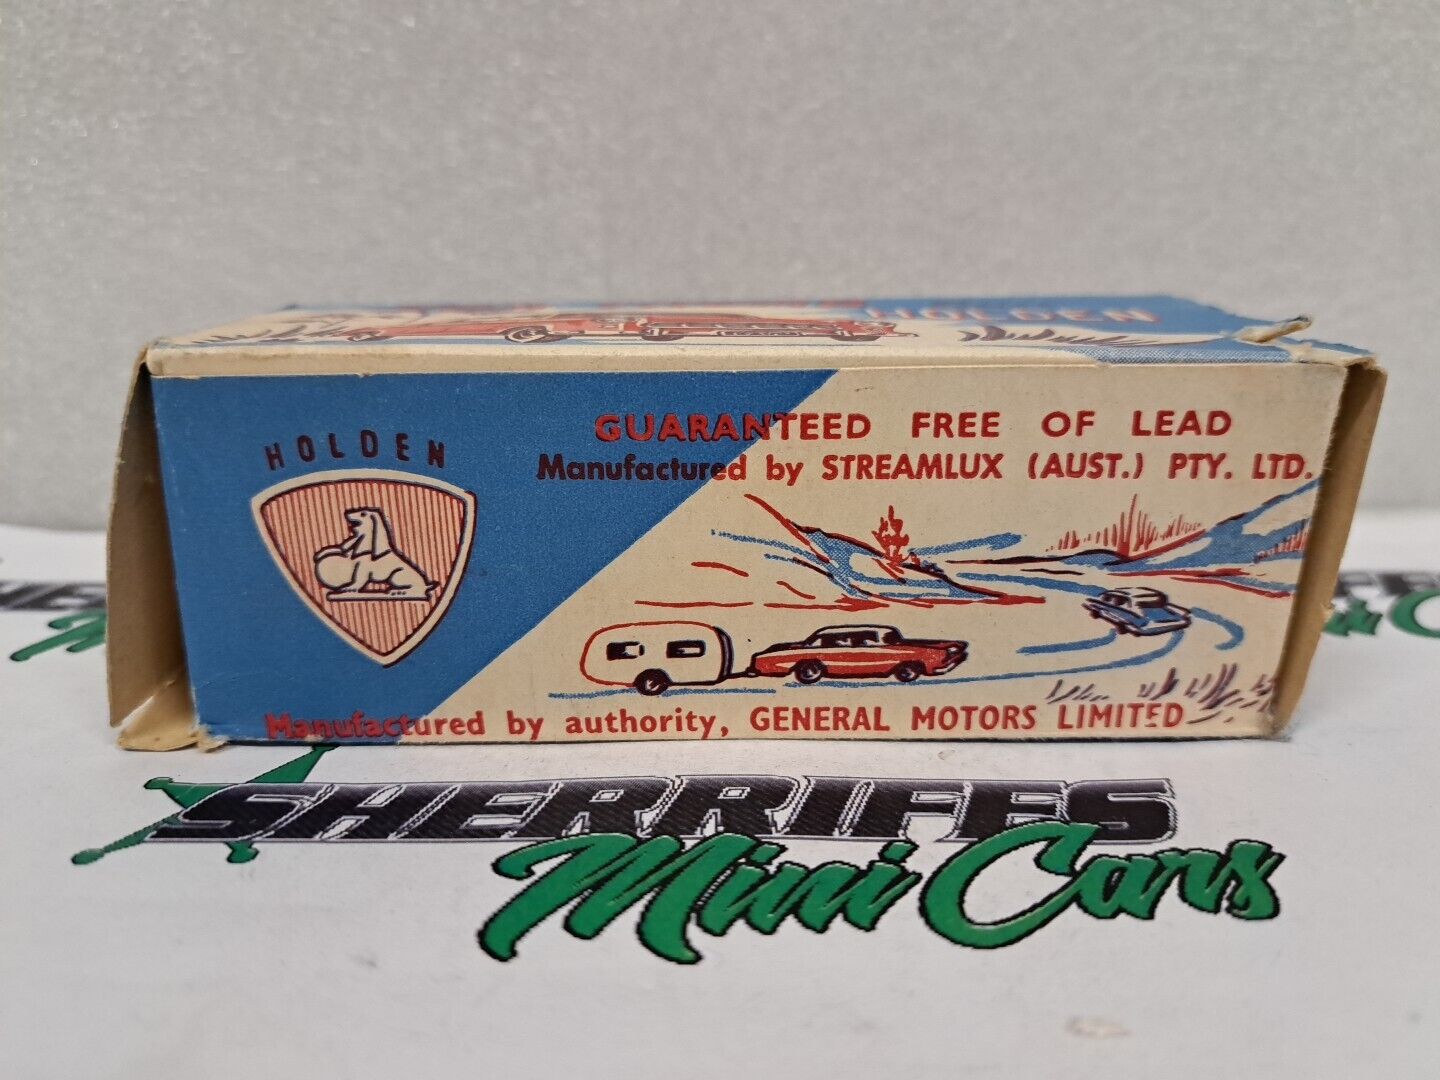 HOLDEN
GUARANTEED FREE OF LEAD
Manufactured by STREAMLUX (AUST.) PTY. LTD.
HOLDEN
Manufactured by authority, GENERAL MOTORS LIMITED
SHERRIFFS
Mini Cars